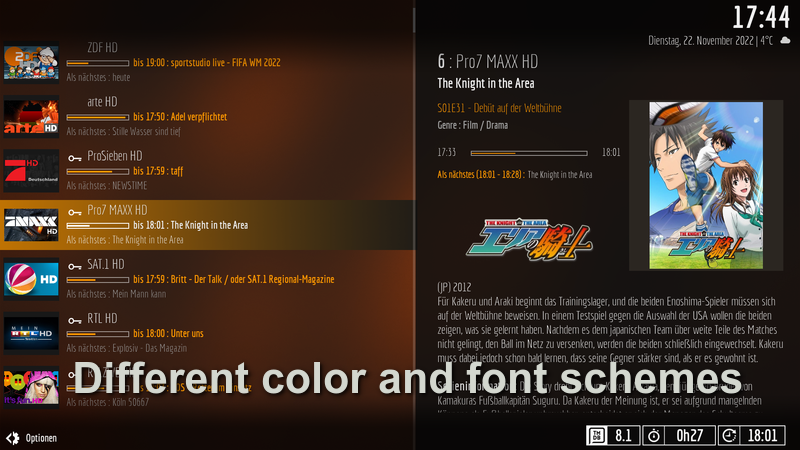 17:44
Dienstag, 22. November 2022 | 4°C
ZDF HD
bis 19:00 : sportstudio live - FIFA WM 2022
Als nächstes : heute
arte HD
bis 17:50 : Adel verpflichtet
Als nächstes : Stille Wasser sind tief
ProSieben HD
bis 17:59 : taff
Als nächstes : NEWSTIME
Pro7 MAXX HD
bis 18:01 : The Knight in the Area
Als nächstes : The Knight in the Area
SAT.1 HD
bis 17:59 : Britt - Der Talk / oder SAT.1 Regional-Magazine
Als nächstes : Mein Mann kann
RTL HD
bis 18:00 : Unter uns
Als nächstes : Explosiv - Das Magazin
Als nächstes : Köln 50667
Optionen
6 : Pro7 MAXX HD
The Knight in the Area
S01E31 - Debüt auf der Weltbühne
Genre : Film / Drama
17:33 18:01
Als nächstes (18:01 - 18:28) : The Knight in the Area
THE KNIGHT IN THE AREA
エリアの騎士
(JP) 2012
Für Kakeru und Araki beginnt das Trainingslager, und die beiden Enoshima-Spieler müssen sich
auf der Weltbühne beweisen. In einem Testspiel gegen die Auswahl der USA wollen die beiden
zeigen, was sie gelernt haben. Nachdem es dem japanischen Team über weite Teile des Matches
nicht gelingt, den Ball im Netz zu versenken, werden die beiden schließlich eingewechselt. Kakeru
muss dabei jedoch schon bald lernen, dass seine Gegner stärker sind, als er es gewohnt ist.
Different color and font schemes
Kamakuras Fußballkapitän Suguru. Da Kakeru der Meinung ist, er sei aufgrund mangelnden
8.1 0h27 18:01